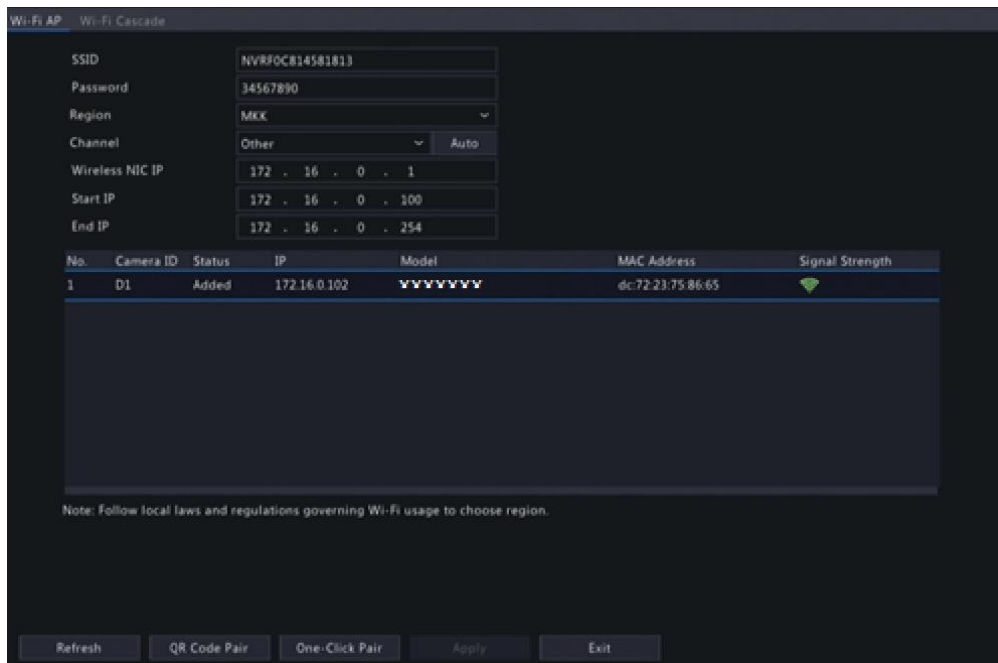 Wi-Fi AP Wi-Fi Cascade
SSID NVRF0C814581813
Password 34567890
Region MKK
Channel Other Auto
Wireless NIC IP 172 . 16 . 0 . 1
Start IP 172 . 16 . 0 . 100
End IP 172 . 16 . 0 . 254
No. Camera ID Status IP Model MAC Address Signal Strength
1 D1 Added 172.16.0.102 YYYYYYY dc:72:23:75:86:65
Note: Follow local laws and regulations governing Wi-Fi usage to choose region.
Refresh QR Code Pair One-Click Pair Apply Exit